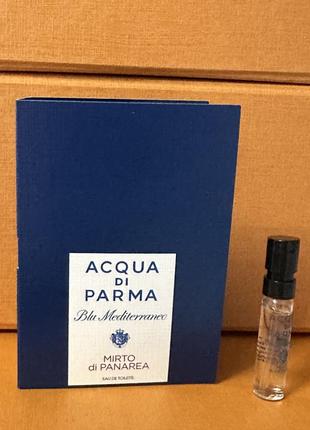 ACQUA
DI
PARMA
Blu Mediterraneo
MIRTO
di PANAREA
EAU DE TOILETTE